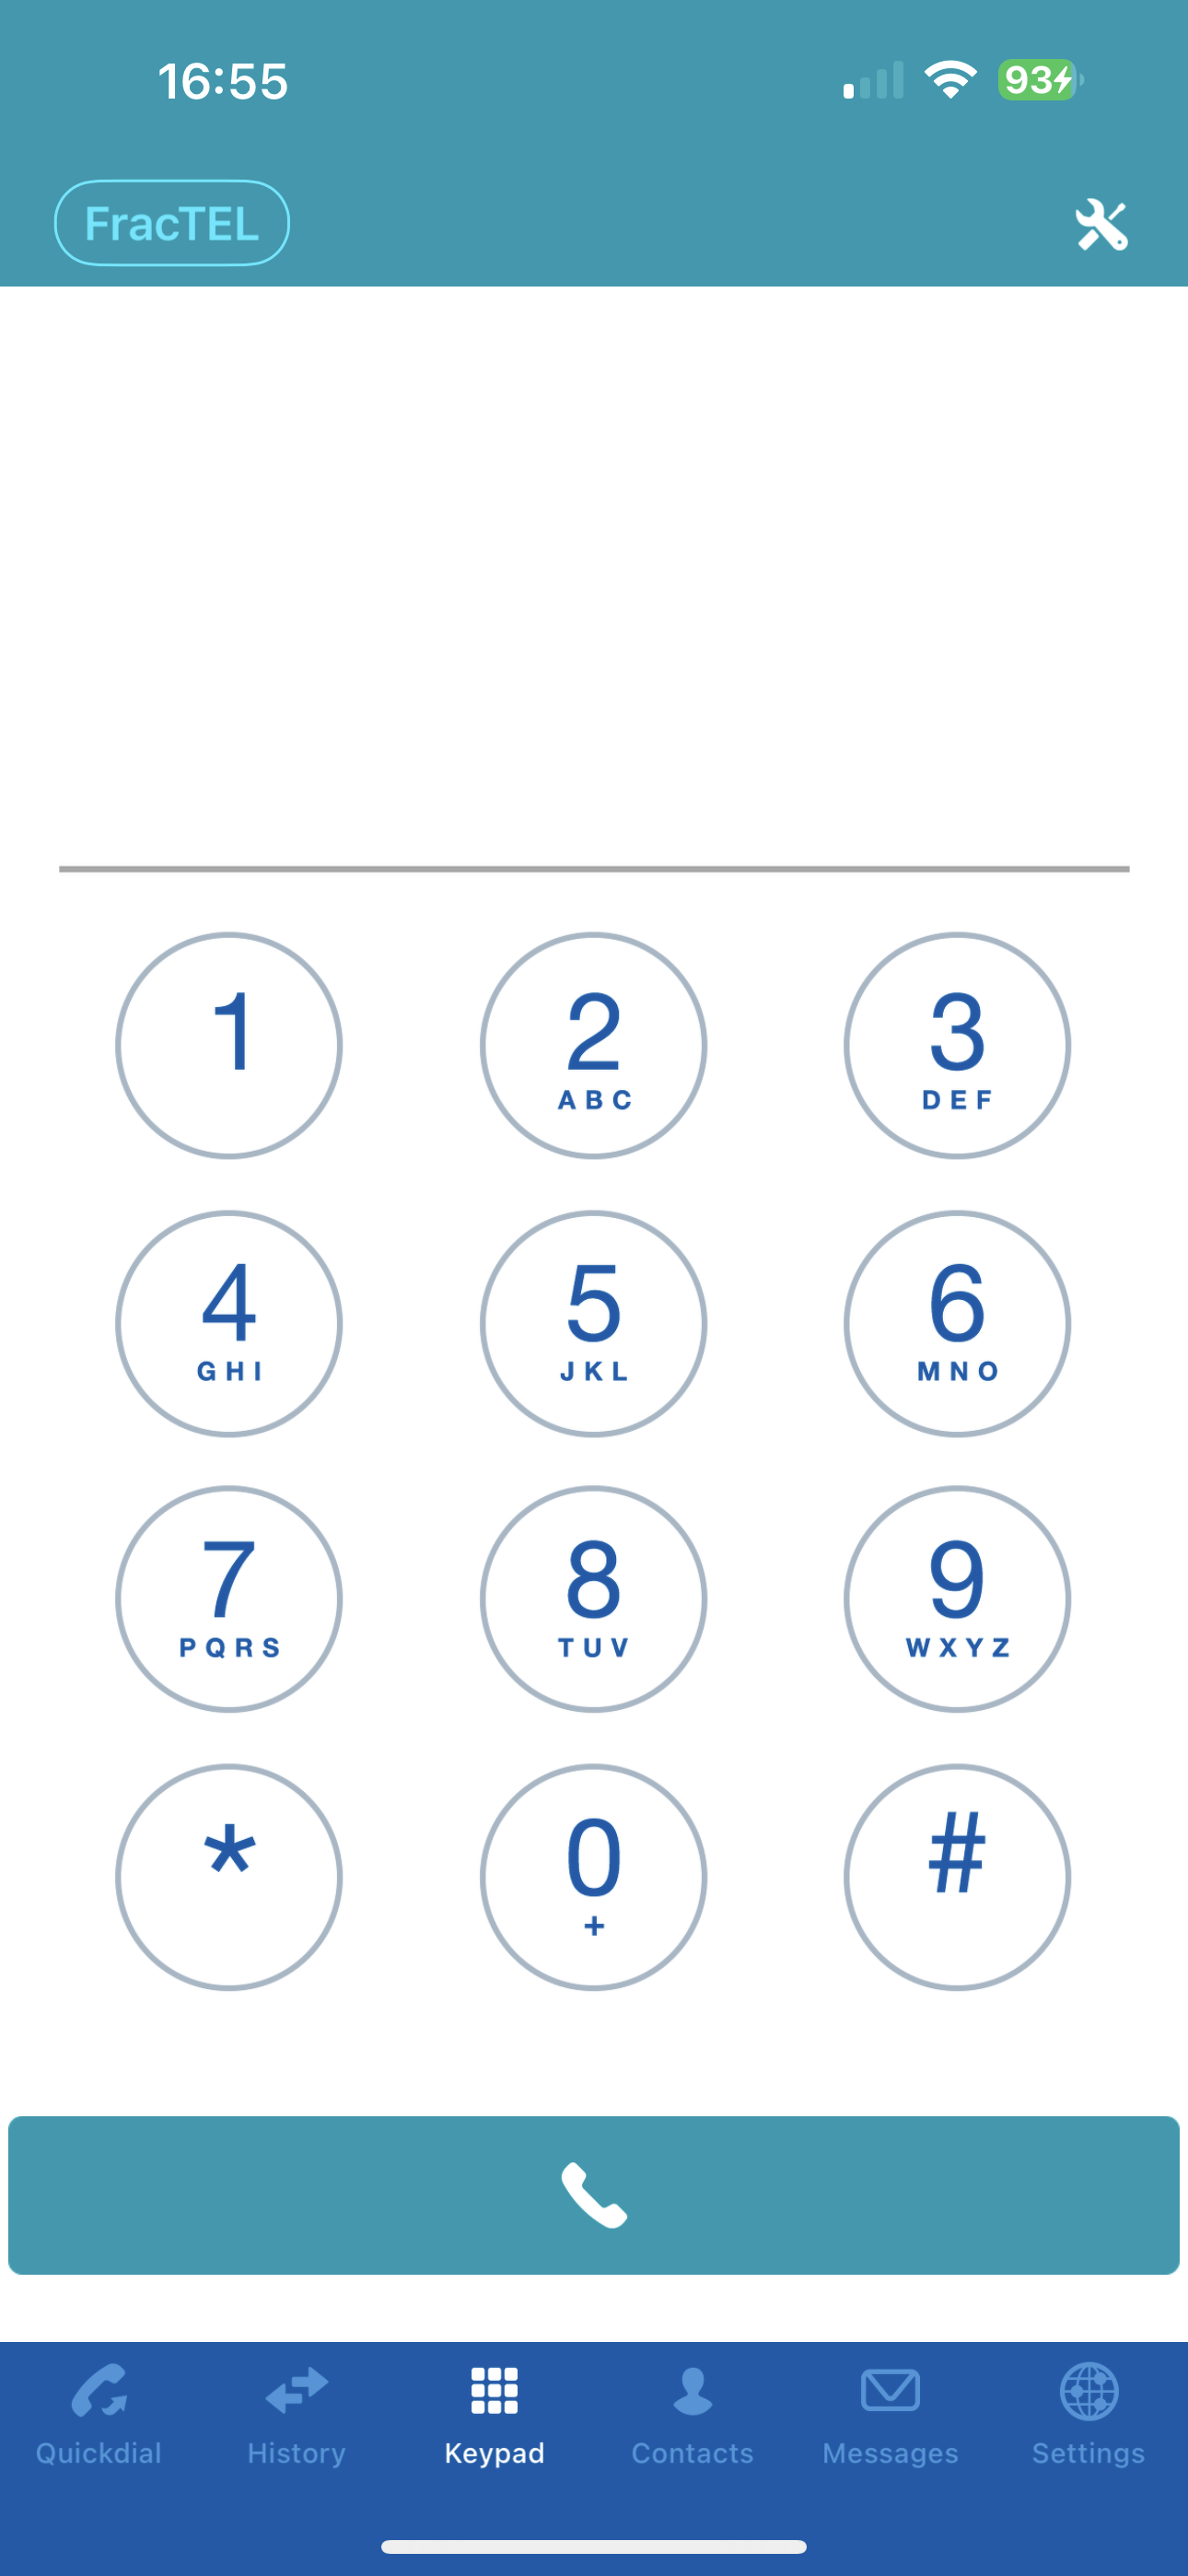 16:55
93
FracTEL
1 2 3
ABC DEF
4 5 6
GHI JKL MNO
7 8 9
PQRS TUV WXYZ
* 0 #
+
Quickdial History Keypad Contacts Messages Settings